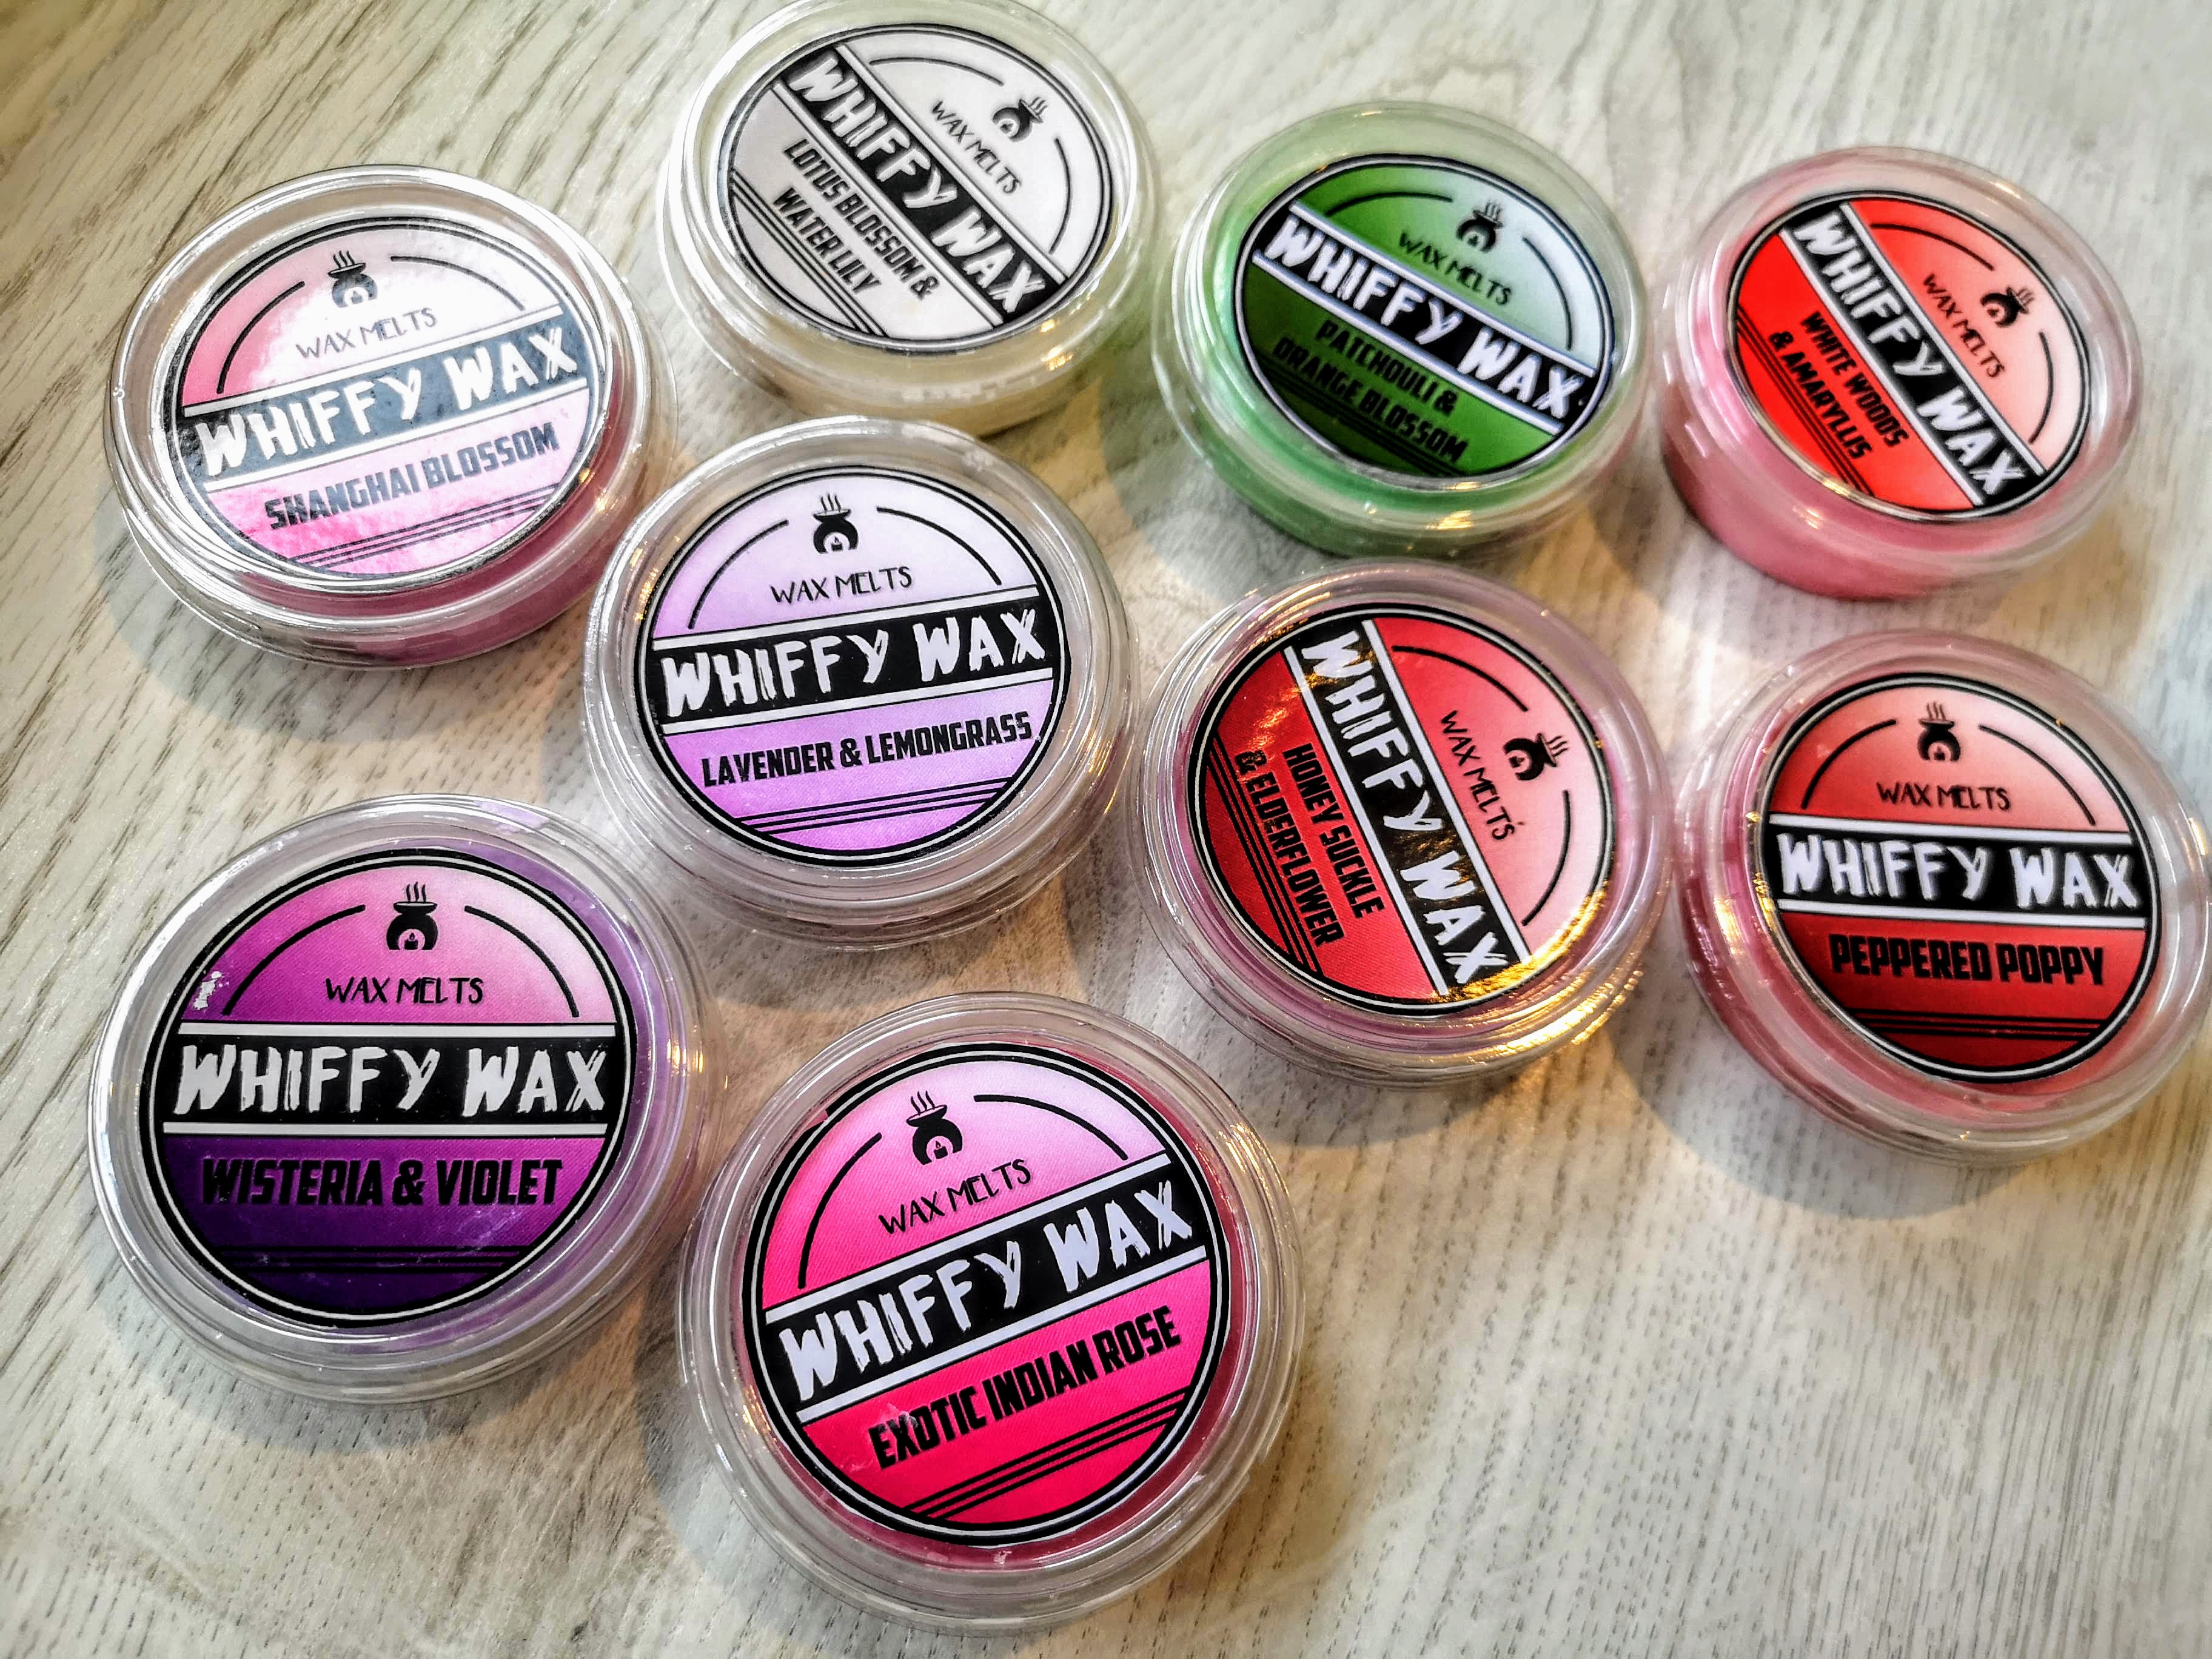 WAX MELTS
WHIFFY WAX
LOTUS BLOSSOM &
WATER LILY
WAX MELTS
WHIFFY WAX
SHANGHAI BLOSSOM
WAX MELTS
WHIFFY WAX
PATCHOULI &
ORANGE BLOSSOM
WAX MELTS
WHIFFY WAX
WHITE WOODS
& AMARYLLIS
WAX MELTS
WHIFFY WAX
LAVENDER & LEMONGRASS
WAX MELTS
WHIFFY WAX
HONEY SUCKLE
& ELDERFLOWER
WAX MELTS
WHIFFY WAX
PEPPERED POPPY
WAX MELTS
WHIFFY WAX
WISTERIA & VIOLET
WAX MELTS
WHIFFY WAX
EXOTIC INDIAN ROSE